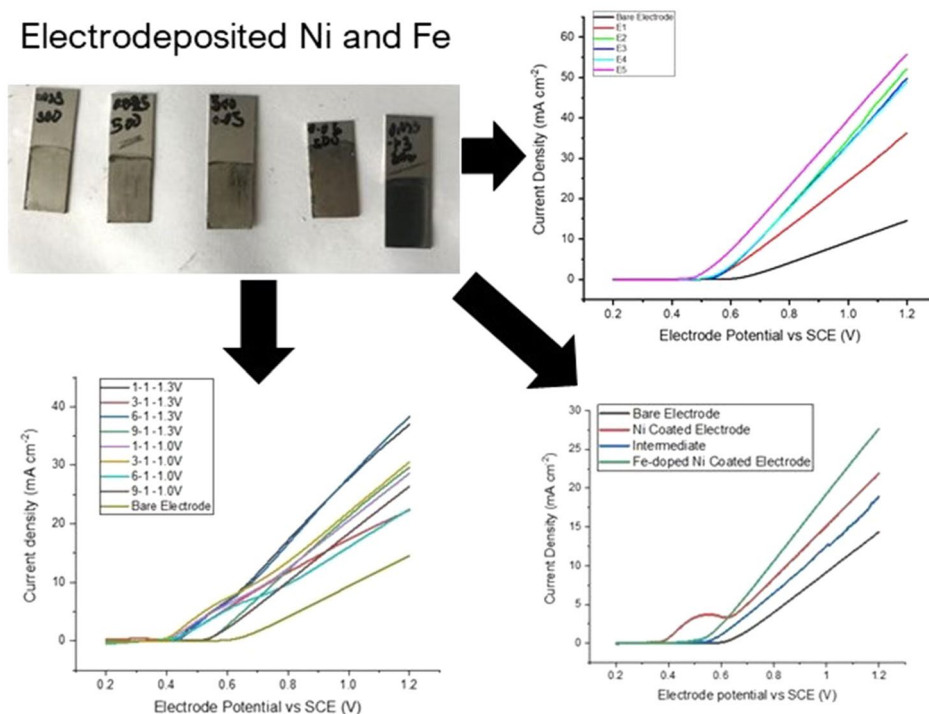 Electrodeposited Ni and Fe
300
500
300
0.05
500
Bare Electrode
E1
E2
E3
E4
E5
Current Density (mA cm⁻²)
60
50
40
30
20
10
0
0.2 0.4 0.6 0.8 1.0 1.2
Electrode Potential vs SCE (V)
1-1 -1.3V
3-1 -1.3V
6-1 -1.3V
9-1 -1.3V
1-1 -1.0V
3-1 -1.0V
6-1 -1.0V
9-1 -1.0V
Bare Electrode
Current density (mA cm⁻²)
40
30
20
10
0
0.2 0.4 0.6 0.8 1.0 1.2
Electrode Potential vs SCE (V)
Bare Electrode
Ni Coated Electrode
Intermediate
Fe-doped Ni Coated Electrode
Current Density (mA cm⁻²)
30
25
20
15
10
5
0
0.2 0.4 0.6 0.8 1 1.2
Electrode potential vs SCE (V)